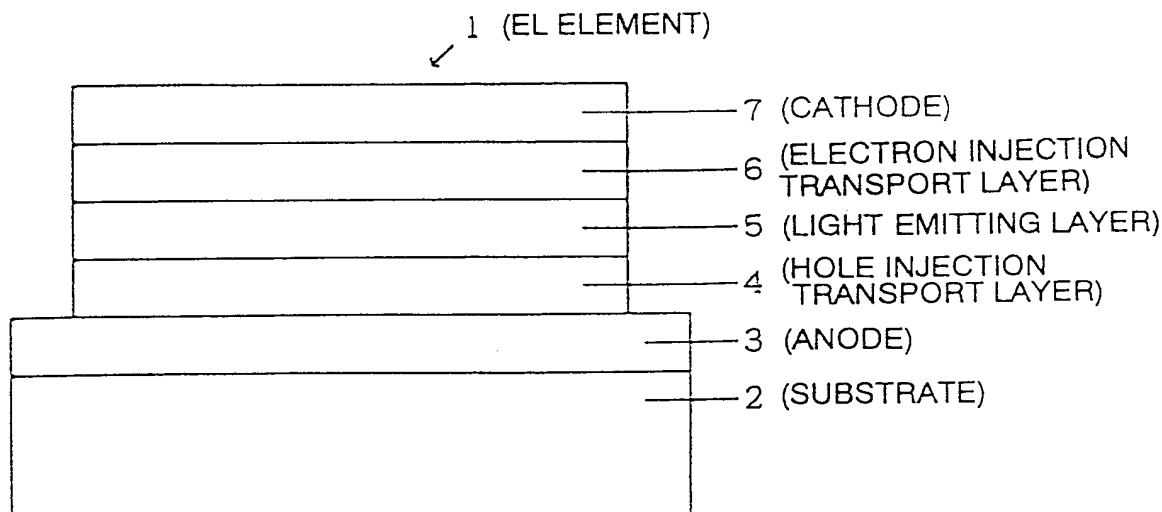 1 (EL ELEMENT)
7 (CATHODE)
6 (ELECTRON INJECTION
TRANSPORT LAYER)
5 (LIGHT EMITTING LAYER)
4 (HOLE INJECTION
TRANSPORT LAYER)
3 (ANODE)
2 (SUBSTRATE)